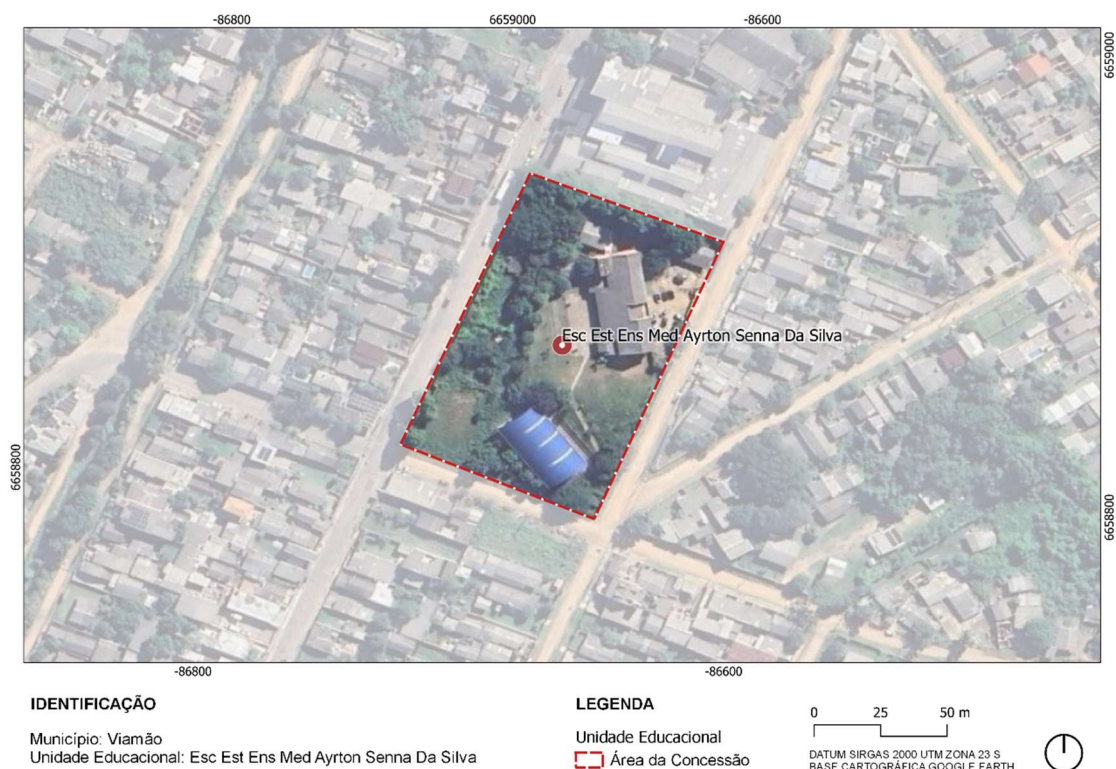 -86800
6659000
-86600
6659000
Esc Est Ens Med Ayrton Senna Da Silva
6658800
6658800
-86800
-86600
IDENTIFICAÇÃO
Município: Viamão
Unidade Educacional: Esc Est Ens Med Ayrton Senna Da Silva
LEGENDA
Unidade Educacional
Área da Concessão
0 25 50 m
DATUM SIRGAS 2000 UTM ZONA 23 S
BASE CARTOGRÁFICA GOOGLE EARTH